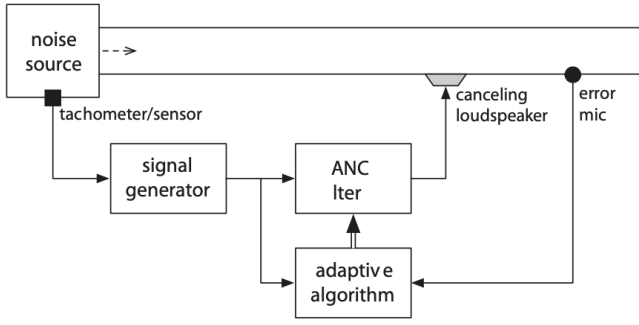 noise
source
tachometer/sensor
canceling
loudspeaker
error
mic
signal
generator
ANC
lter
adaptive
algorithm